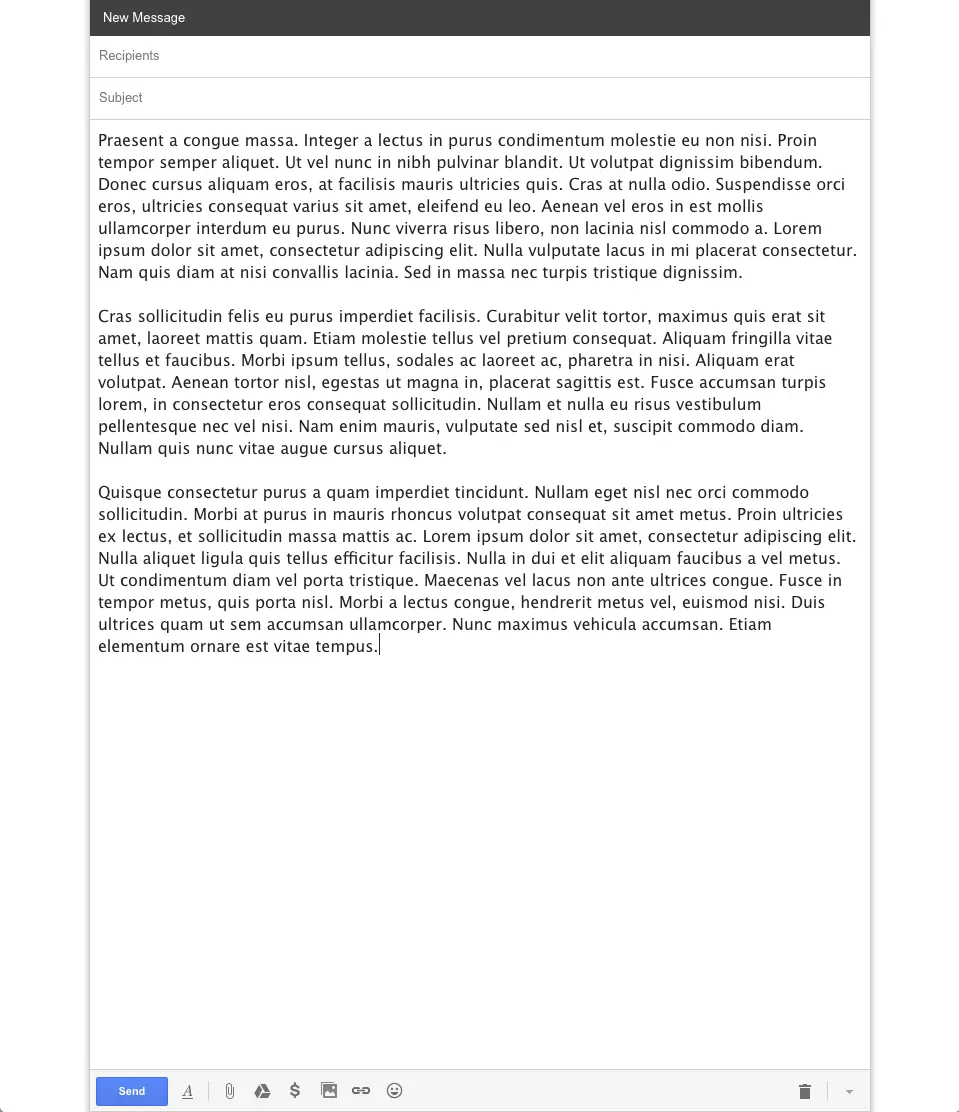 New Message
Recipients
Subject
Praesent a congue massa. Integer a lectus in purus condimentum molestie eu non nisi. Proin
tempor semper aliquet. Ut vel nunc in nibh pulvinar blandit. Ut volutpat dignissim bibendum.
Donec cursus aliquam eros, at facilisis mauris ultricies quis. Cras at nulla odio. Suspendisse orci
eros, ultricies consequat varius sit amet, eleifend eu leo. Aenean vel eros in est mollis
ullamcorper interdum eu purus. Nunc viverra risus libero, non lacinia nisl commodo a. Lorem
ipsum dolor sit amet, consectetur adipiscing elit. Nulla vulputate lacus in mi placerat consectetur.
Nam quis diam at nisi convallis lacinia. Sed in massa nec turpis tristique dignissim.
Cras sollicitudin felis eu purus imperdiet facilisis. Curabitur velit tortor, maximus quis erat sit
amet, laoreet mattis quam. Etiam molestie tellus vel pretium consequat. Aliquam fringilla vitae
tellus et faucibus. Morbi ipsum tellus, sodales ac laoreet ac, pharetra in nisi. Aliquam erat
volutpat. Aenean tortor nisl, egestas ut magna in, placerat sagittis est. Fusce accumsan turpis
lorem, in consectetur eros consequat sollicitudin. Nullam et nulla eu risus vestibulum
pellentesque nec vel nisi. Nam enim mauris, vulputate sed nisl et, suscipit commodo diam.
Nullam quis nunc vitae augue cursus aliquet.
Quisque consectetur purus a quam imperdiet tincidunt. Nullam eget nisl nec orci commodo
sollicitudin. Morbi at purus in mauris rhoncus volutpat consequat sit amet metus. Proin ultricies
ex lectus, et sollicitudin massa mattis ac. Lorem ipsum dolor sit amet, consectetur adipiscing elit.
Nulla aliquet ligula quis tellus efficitur facilisis. Nulla in dui et elit aliquam faucibus a vel metus.
Ut condimentum diam vel porta tristique. Maecenas vel lacus non ante ultrices congue. Fusce in
tempor metus, quis porta nisl. Morbi a lectus congue, hendrerit metus vel, euismod nisi. Duis
ultrices quam ut sem accumsan ullamcorper. Nunc maximus vehicula accumsan. Etiam
elementum ornare est vitae tempus.
Send